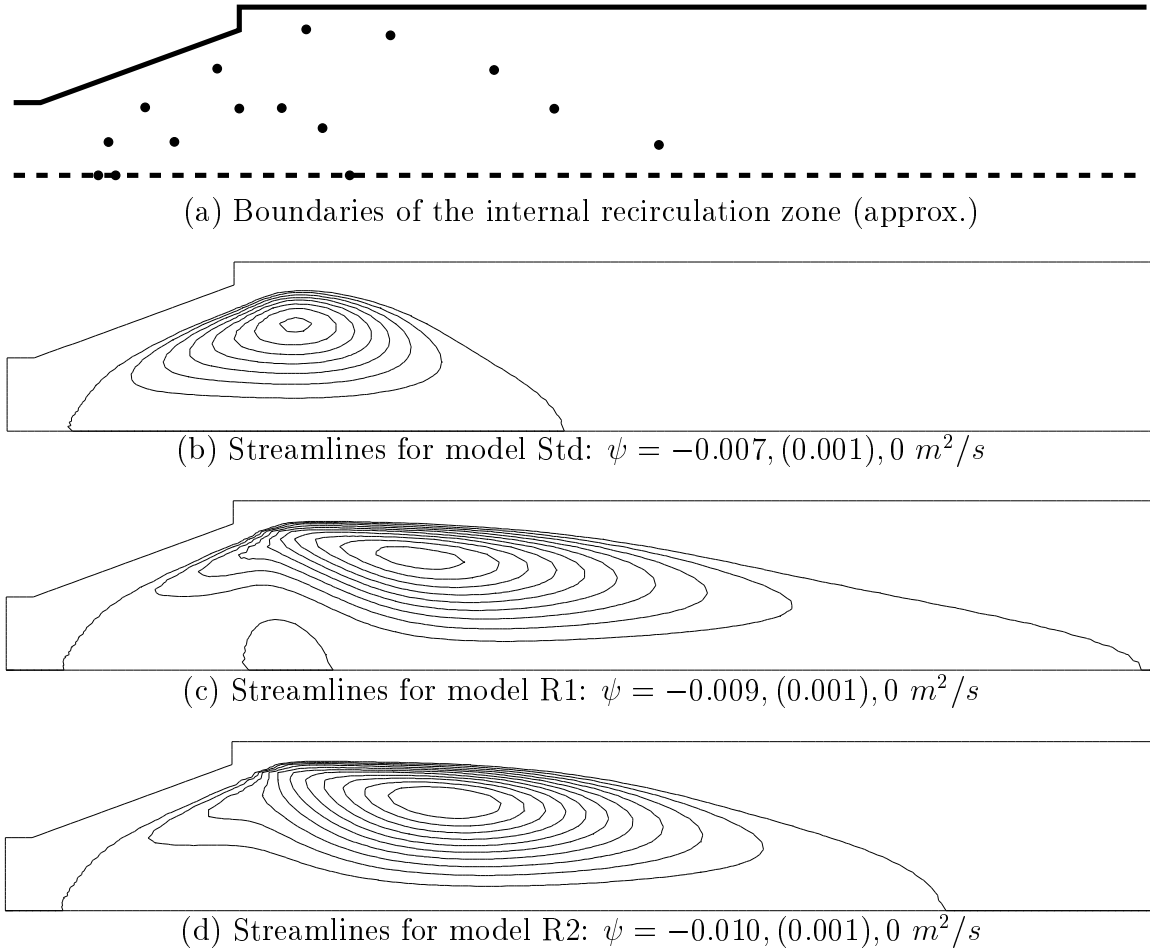 (a) Boundaries of the internal recirculation zone (approx.)
(b) Streamlines for model Std: ψ = −0.007, (0.001), 0 m²/s
(c) Streamlines for model R1: ψ = −0.009, (0.001), 0 m²/s
(d) Streamlines for model R2: ψ = −0.010, (0.001), 0 m²/s